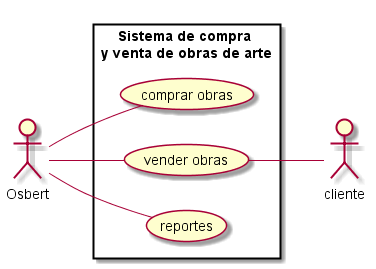 Sistema de compra
y venta de obras de arte
comprar obras
vender obras
reportes
Osbert
cliente